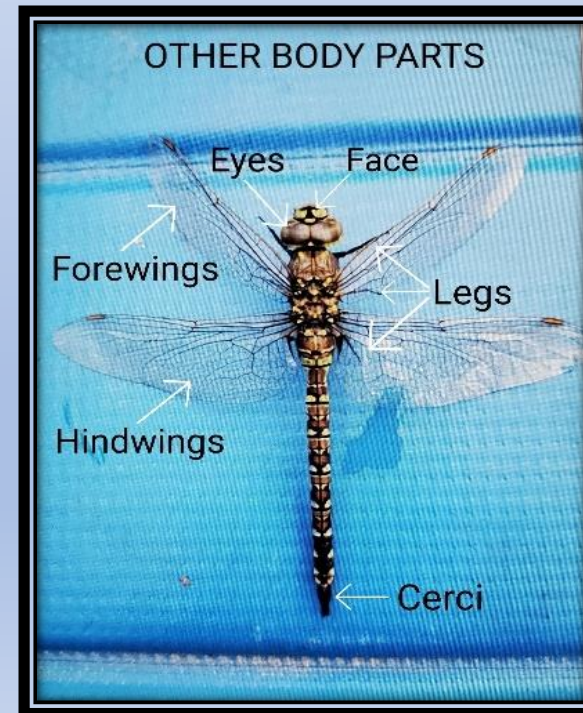 OTHER BODY PARTS
Eyes Face
Forewings
Legs
Hindwings
Cerci